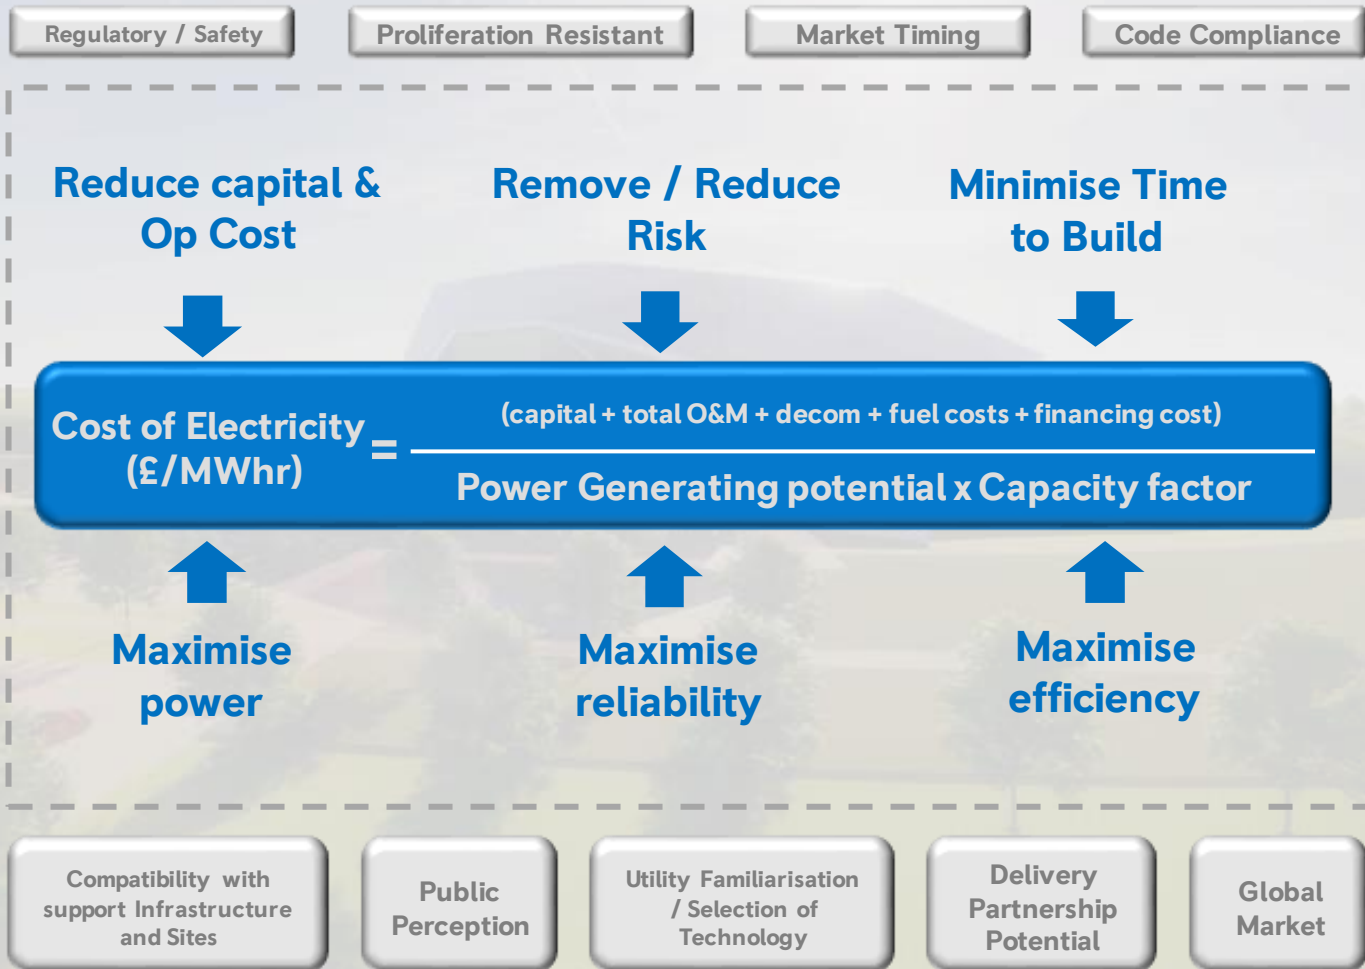 Regulatory / Safety
Proliferation Resistant
Market Timing
Code Compliance
Reduce capital &
Op Cost
Remove / Reduce
Risk
Minimise Time
to Build
Cost of Electricity
(£/MWhr)
=
(capital + total O&M + decom + fuel costs + financing cost)
Power Generating potential x Capacity factor
Maximise
power
Maximise
reliability
Maximise
efficiency
Compatibility with
support Infrastructure
and Sites
Public
Perception
Utility Familiarisation
/ Selection of
Technology
Delivery
Partnership
Potential
Global
Market